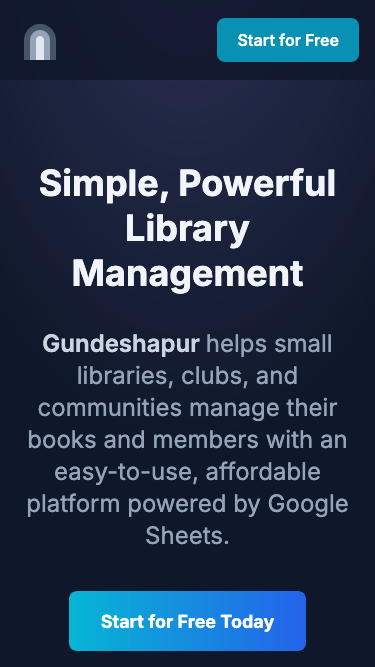 Start for Free
Simple, Powerful
Library
Management
Gundeshapur helps small
libraries, clubs, and
communities manage their
books and members with an
easy-to-use, affordable
platform powered by Google
Sheets.
Start for Free Today